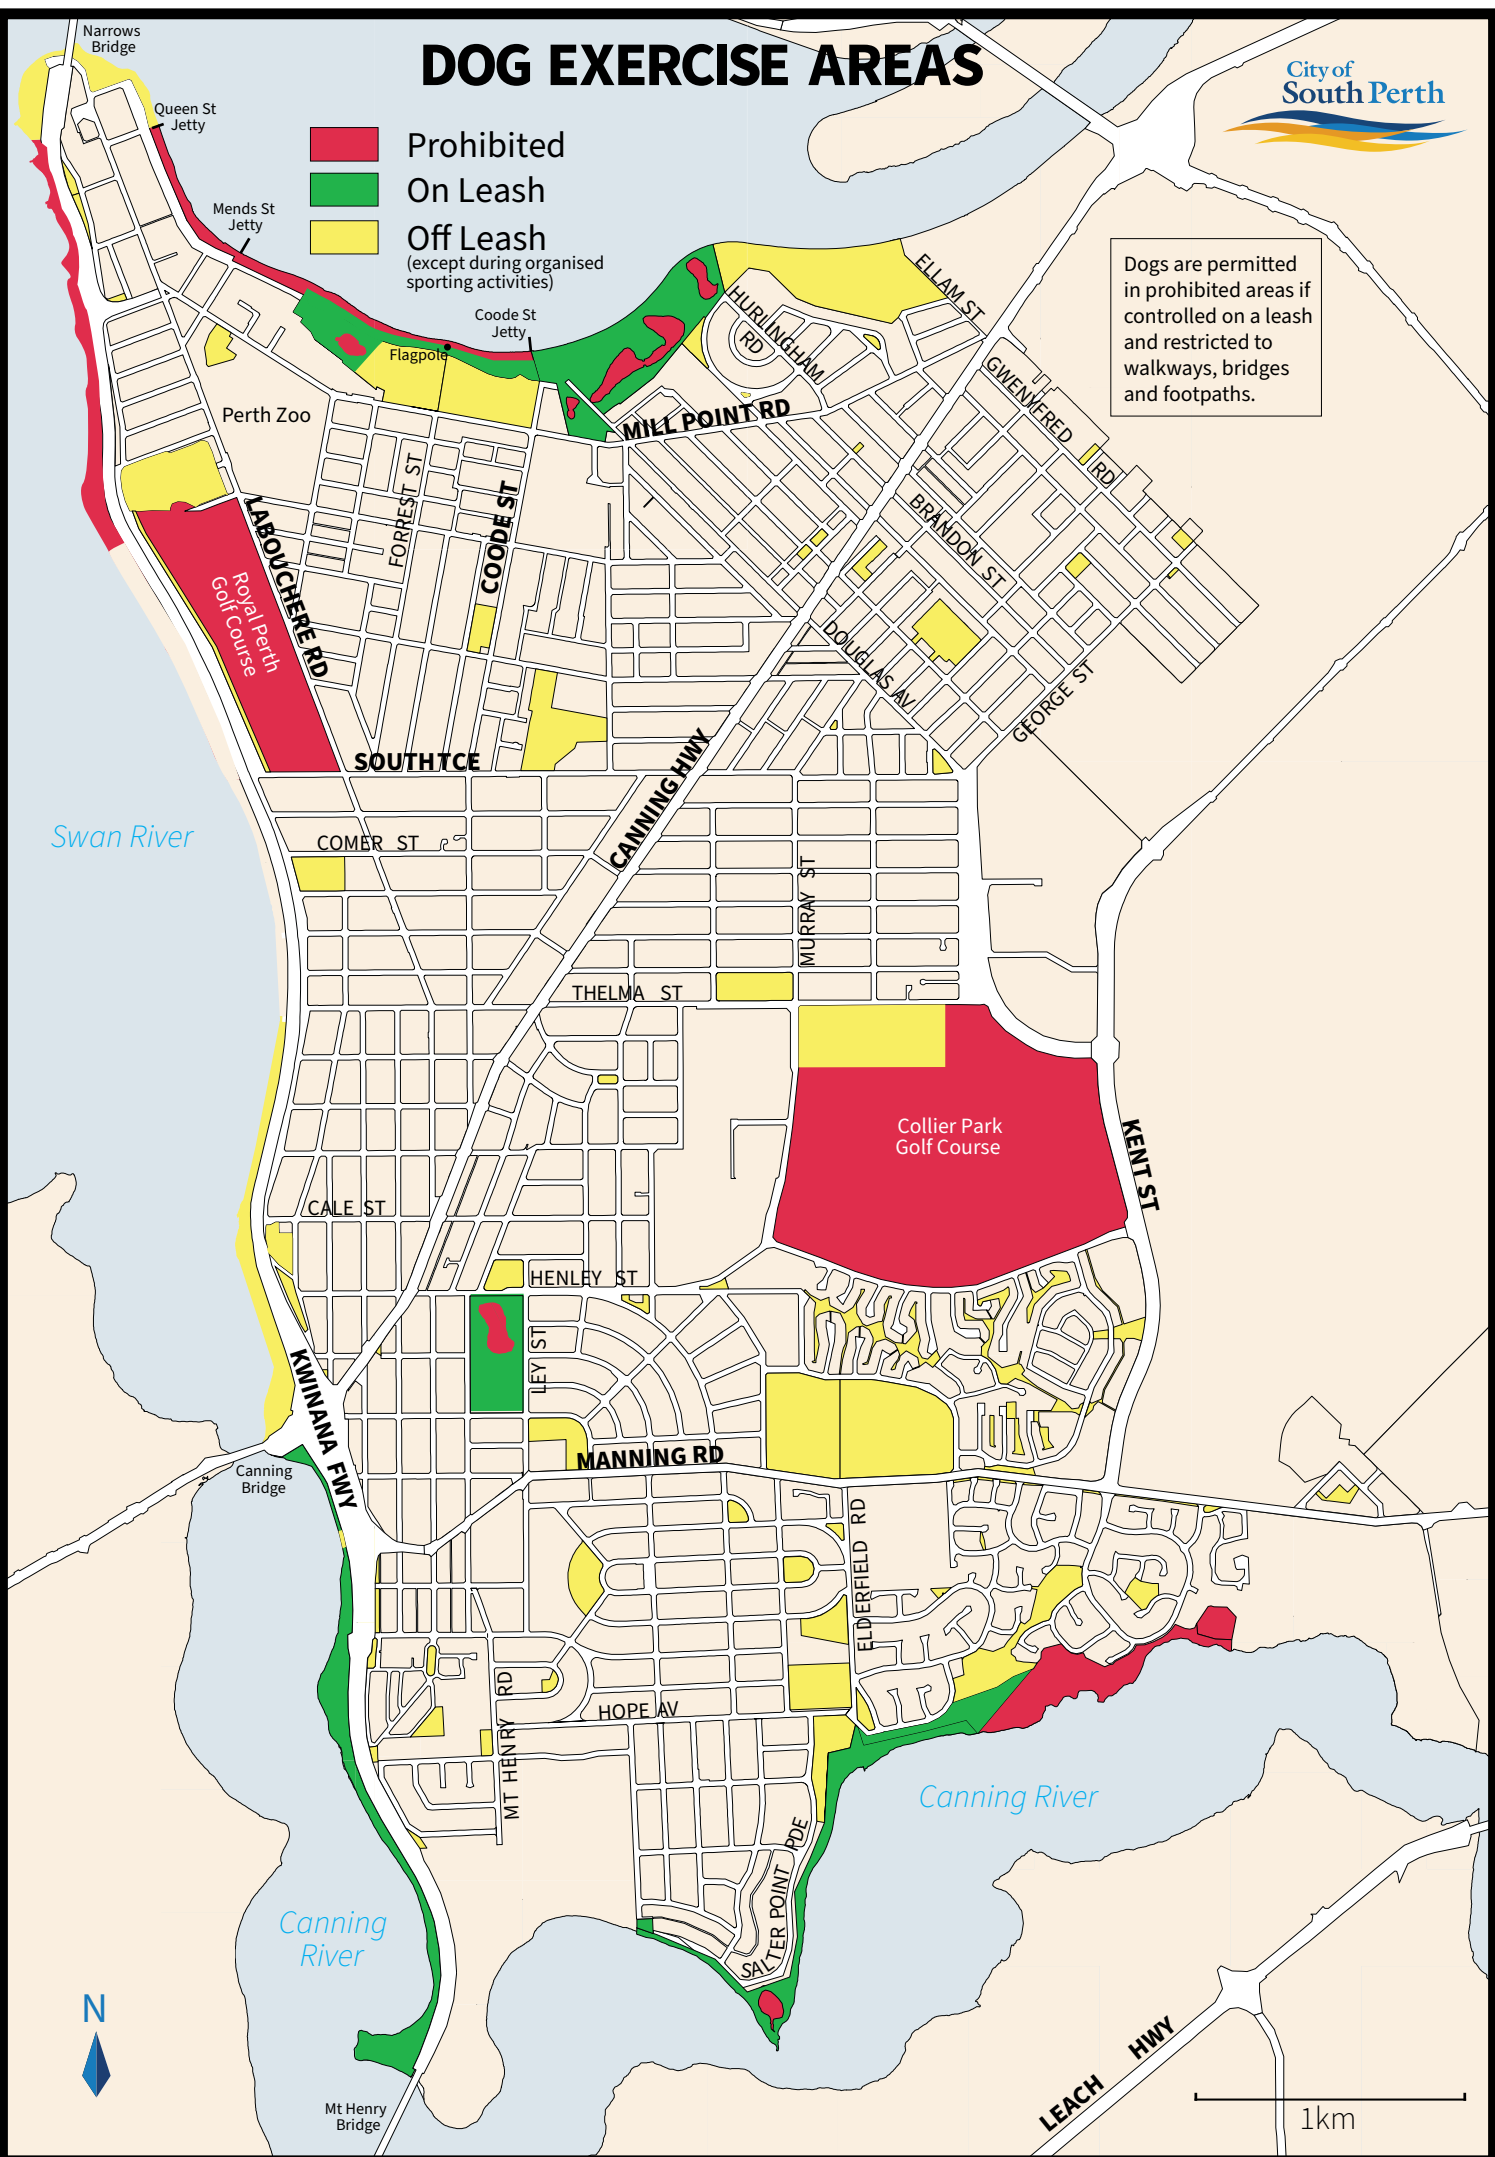 Narrows
Bridge
DOG EXERCISE AREAS
City of
South Perth
Queen St
Jetty
Prohibited
On Leash
Off Leash
(except during organised
sporting activities)
Mends St
Jetty
Coode St
Jetty
Flagpole
ELLAM ST
HURLINGHAM
RD
Dogs are permitted
in prohibited areas if
controlled on a leash
and restricted to
walkways, bridges
and footpaths.
GWENYFRED
RD
MILL POINT RD
Perth Zoo
FORREST ST
COODE ST
LABOUCHERE RD
BRANDON ST
Royal Perth
Golf Course
DOUGLAS AV
GEORGE ST
SOUTH TCE
CANNING HWY
Swan River
COMER ST
MURRAY ST
THELMA ST
Collier Park
Golf Course
KENT ST
CALE ST
HENLEY ST
LEY ST
KWINANA FWY
MANNING RD
Canning
Bridge
ELDERFIELD RD
MT HENRY RD
HOPE AV
Canning River
SALTER POINT PDE
Canning
River
N
Mt Henry
Bridge
LEACH HWY
1km